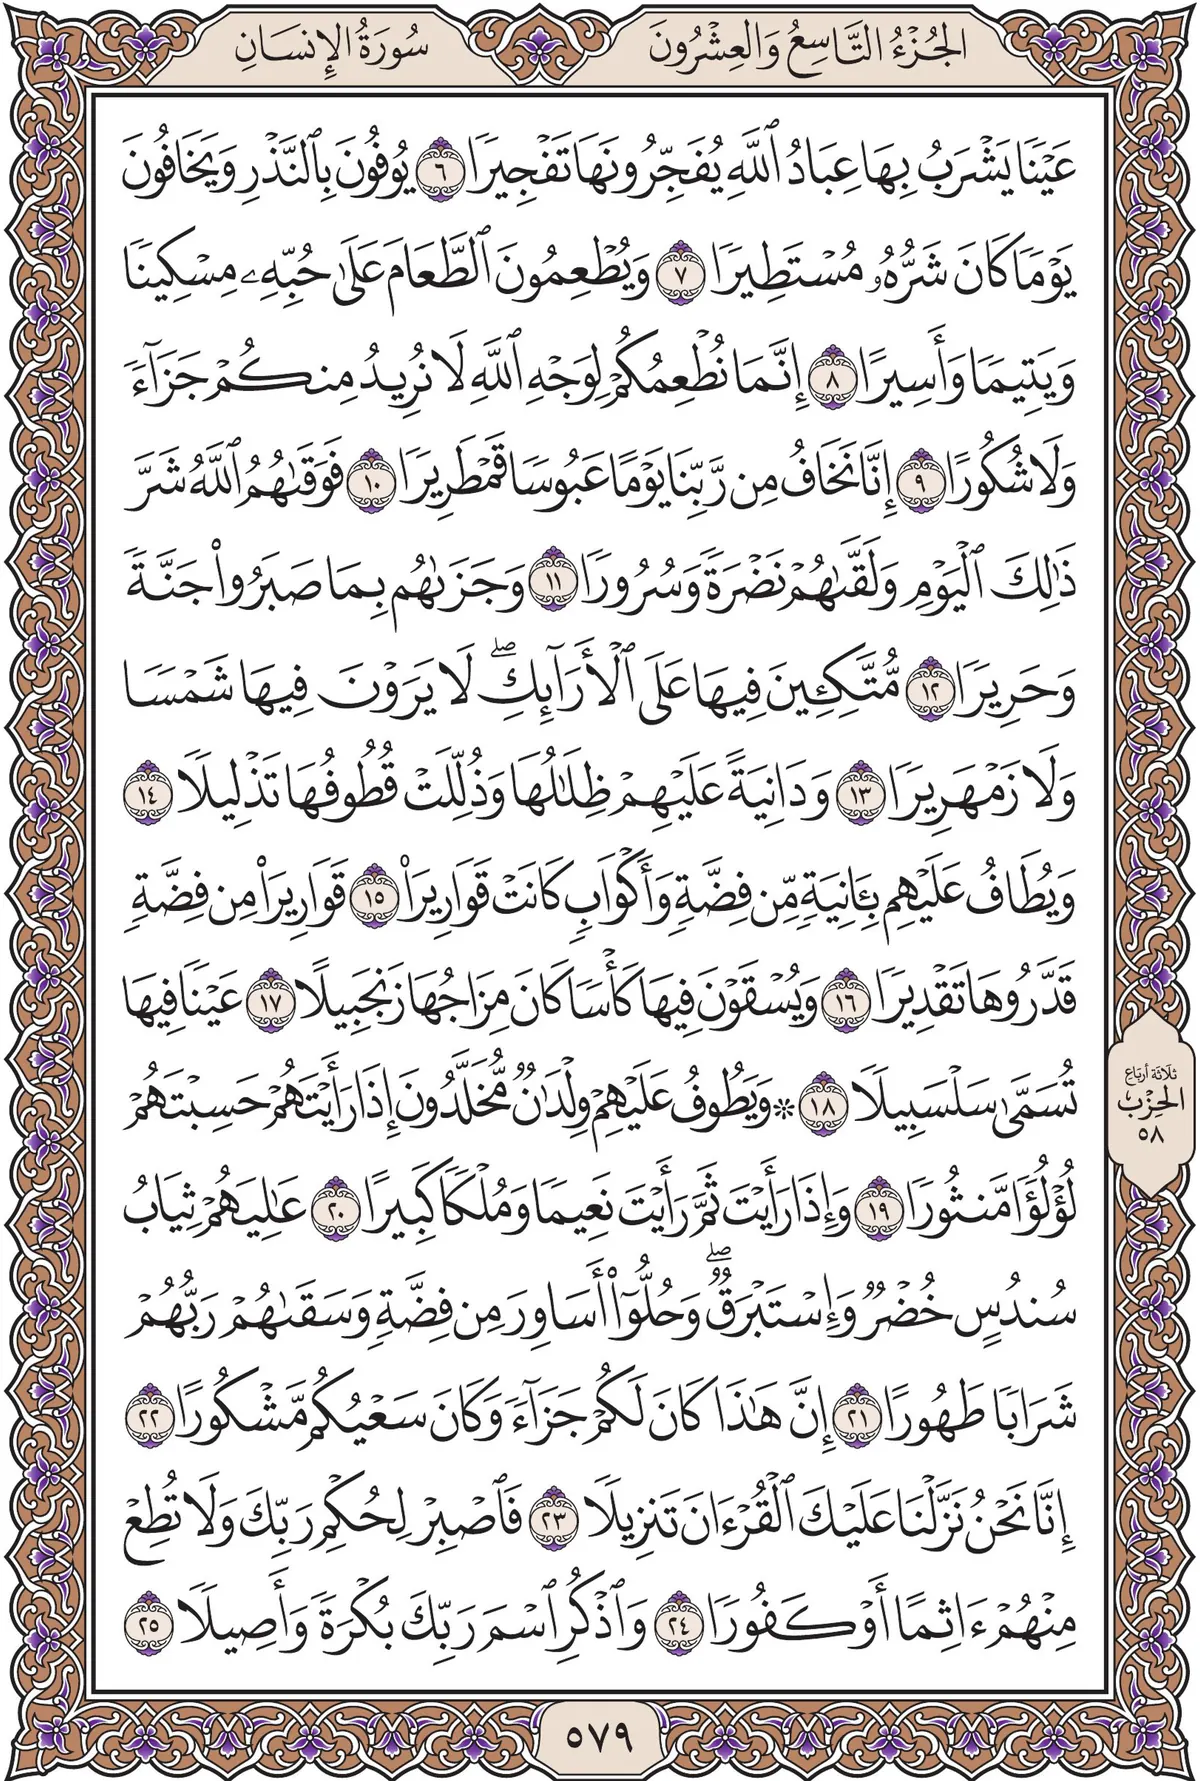 الجُزْءُ التَّاسِعُ وَالعِشْرُونَ
سُورَةُ الإِنسَانِ
عَيْنٗا يَشْرَبُ بِهَا عِبَادُ ٱللَّهِ يُفَجِّرُونَهَا تَفْجِيرٗا ٦ يُوفُونَ بِٱلنَّذْرِ وَيَخَافُونَ
يَوْمٗا كَانَ شَرُّهُۥ مُسْتَطِيرٗا ٧ وَيُطْعِمُونَ ٱلطَّعَامَ عَلَىٰ حُبِّهِۦ مِسْكِينٗا
وَيَتِيمٗا وَأَسِيرًا ٨ إِنَّمَا نُطْعِمُكُمْ لِوَجْهِ ٱللَّهِ لَا نُرِيدُ مِنكُمْ جَزَآءٗ
وَلَا شُكُورًا ٩ إِنَّا نَخَافُ مِن رَّبِّنَا يَوْمًا عَبُوسٗا قَمْطَرِيرٗا ١٠ فَوَقَىٰهُمُ ٱللَّهُ شَرَّ
ذَٰلِكَ ٱلْيَوْمِ وَلَقَّىٰهُمْ نَضْرَةٗ وَسُرُورٗا ١١ وَجَزَىٰهُم بِمَا صَبَرُوا۟ جَنَّةٗ
وَحَرِيرٗا ١٢ مُّتَّكِـِٔينَ فِيهَا عَلَى ٱلْأَرَآئِكِۖ لَا يَرَوْنَ فِيهَا شَمْسٗا
وَلَا زَمْهَرِيرٗا ١٣ وَدَانِيَةً عَلَيْهِمْ ظِلَٰلُهَا وَذُلِّلَتْ قُطُوفُهَا تَذْلِيلٗا ١٤
وَيُطَافُ عَلَيْهِم بِـَٔانِيَةٖ مِّن فِضَّةٖ وَأَكْوَابٖ كَانَتْ قَوَارِيرَا۠ ١٥ قَوَارِيرَا۟ مِن فِضَّةٖ
قَدَّرُوهَا تَقْدِيرٗا ١٦ وَيُسْقَوْنَ فِيهَا كَأْسٗا كَانَ مِزَاجُهَا زَنجَبِيلًا ١٧ عَيْنٗا فِيهَا
تُسَمَّىٰ سَلْسَبِيلٗا ١٨ ۞ وَيَطُوفُ عَلَيْهِمْ وِلْدَٰنٞ مُّخَلَّدُونَ إِذَا رَأَيْتَهُمْ حَسِبْتَهُمْ
لُؤْلُؤٗا مَّنثُورٗا ١٩ وَإِذَا رَأَيْتَ ثَمَّ رَأَيْتَ نَعِيمٗا وَمُلْكٗا كَبِيرًا ٢٠ عَٰلِيَهُمْ ثِيَابُ
سُندُسٍ خُضْرٞ وَإِسْتَبْرَقٞۖ وَحُلُّوٓا۟ أَسَاوِرَ مِن فِضَّةٖ وَسَقَىٰهُمْ رَبُّهُمْ
شَرَابٗا طَهُورًا ٢١ إِنَّ هَٰذَا كَانَ لَكُمْ جَزَآءٗ وَكَانَ سَعْيُكُم مَّشْكُورًا ٢٢
إِنَّا نَحْنُ نَزَّلْنَا عَلَيْكَ ٱلْقُرْءَانَ تَنزِيلٗا ٢٣ فَٱصْبِرْ لِحُكْمِ رَبِّكَ وَلَا تُطِعْ
مِنْهُمْ ءَاثِمًا أَوْ كَفُورٗا ٢٤ وَٱذْكُرِ ٱسْمَ رَبِّكَ بُكْرَةٗ وَأَصِيلٗا ٢٥
ثلَاثَة أرْبَاع
الحِزْب
٥٨
٥٧٩